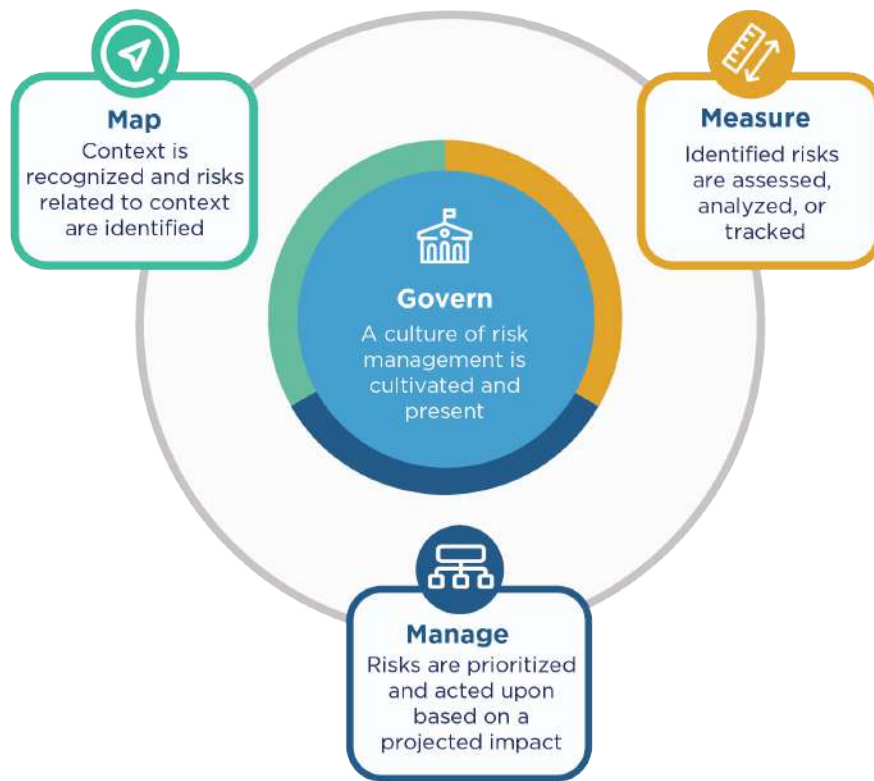 Map
Context is
recognized and risks
related to context
are identified
Measure
Identified risks
are assessed,
analyzed, or
tracked
Govern
A culture of risk
management is
cultivated and
present
Manage
Risks are prioritized
and acted upon
based on a
projected impact